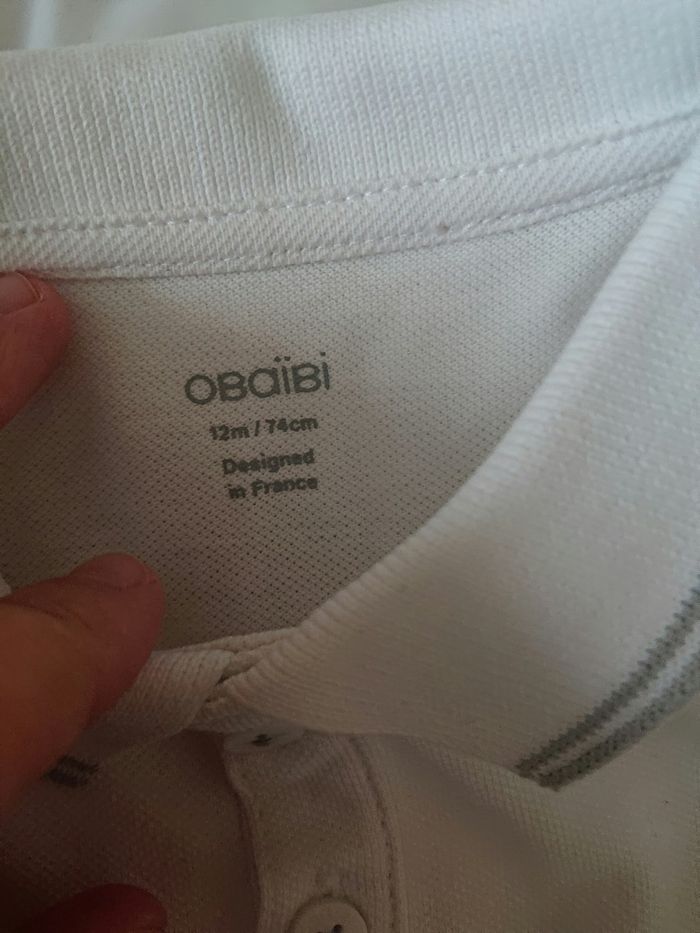 OBaïBi
12m / 74cm
Designed
in France